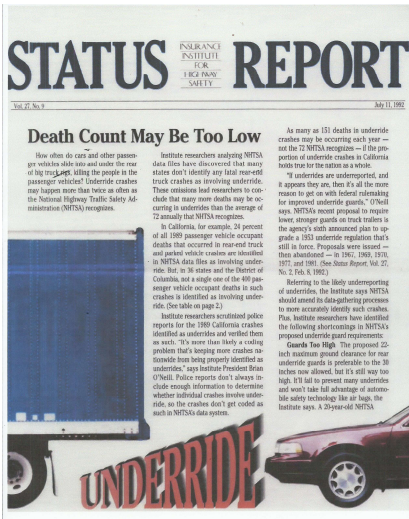 STATUS
INSURANCE
INSTITUTE
FOR
HIGHWAY
SAFETY
REPORT
Vol. 27, No. 9
July 11, 1992
Death Count May Be Too Low
How often do cars and other passen-
ger vehicles slide into and under the rear
of big truck rigs, killing the people in the
passenger vehicles? Underride crashes
may happen more than twice as often as
the National Highway Traffic Safety Ad-
ministration (NHTSA) recognizes.
Institute researchers analyzing NHTSA
data files have discovered that many
states don't identify any fatal rear-end
truck crashes as involving underride.
These omissions lead researchers to con-
clude that many more deaths may be oc-
curring in underrides than the average of
72 annually that NHTSA recognizes.
In California, for example, 24 percent
of all 1989 passenger vehicle occupant
deaths that occurred in rear-end truck
and parked vehicle crashes are identified
in NHTSA data files as involving under-
ride. But, in 36 states and the District of
Columbia, not a single one of the 400 pas-
senger vehicle occupant deaths in such
crashes is identified as involving under-
ride. (See table on page 2.)
Institute researchers scrutinized police
reports for the 1989 California crashes
identified as underrides and verified them
as such. "It's more than likely a coding
problem that's keeping more crashes na-
tionwide from being properly identified as
underrides," says Institute President Brian
O'Neill. Police reports don't always in-
clude enough information to determine
whether individual crashes involve under-
ride, so the crashes don't get coded as
such in NHTSA's data system.
As many as 151 deaths in underride
crashes may be occurring each year —
not the 72 NHTSA recognizes — if the pro-
portion of underride crashes in California
holds true for the nation as a whole.
"If underrides are underreported, and
it appears they are, then it's all the more
reason to get on with federal rulemaking
for improved underride guards," O'Neill
says. NHTSA's recent proposal to require
lower, stronger guards on truck trailers is
the agency's sixth announced plan to up-
grade a 1953 underride regulation that's
still in force. Proposals were issued —
then abandoned — in 1967, 1969, 1970,
1977, and 1981. (See Status Report, Vol. 27,
No. 2, Feb. 8, 1992.)
Referring to the likely underreporting
of underrides, the Institute says NHTSA
should amend its data-gathering processes
to more accurately identify such crashes.
Plus, Institute researchers have identified
the following shortcomings in NHTSA's
proposed underride guard requirements:
Guards Too High The proposed 22-
inch maximum ground clearance for rear
underride guards is preferable to the 30
inches now allowed, but it's still way too
high. It'll fail to prevent many underrides
and won't take full advantage of automo-
bile safety technology like air bags, the
Institute says. A 20-year-old NHTSA
UNDERRIDE